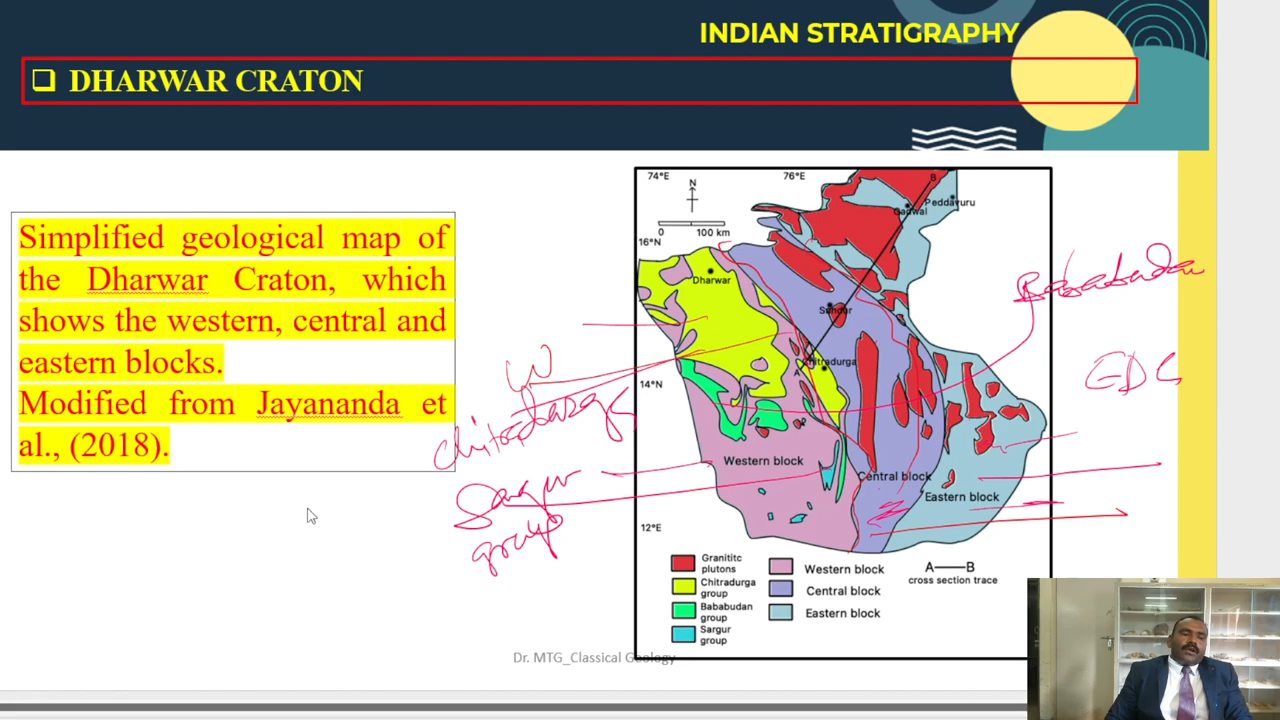 INDIAN STRATIGRAPHY
❑ DHARWAR CRATON
Simplified geological map of
the Dharwar Craton, which
shows the western, central and
eastern blocks.
Modified from Jayananda et
al., (2018).
74°E
76°E
N
0 100 km
16°N
14°N
12°E
B
Gadwal
Peddavuru
Dharwar
Sundur
Chitradurga
A
Western block
Central block
Eastern block
Bababudan
EDC
W
Chitradurga
Sargur
group
Granititc
plutons
Chitradurga
group
Bababudan
group
Sargur
group
Western block
Central block
Eastern block
A B
cross section trace
Dr. MTG_Classical Geology